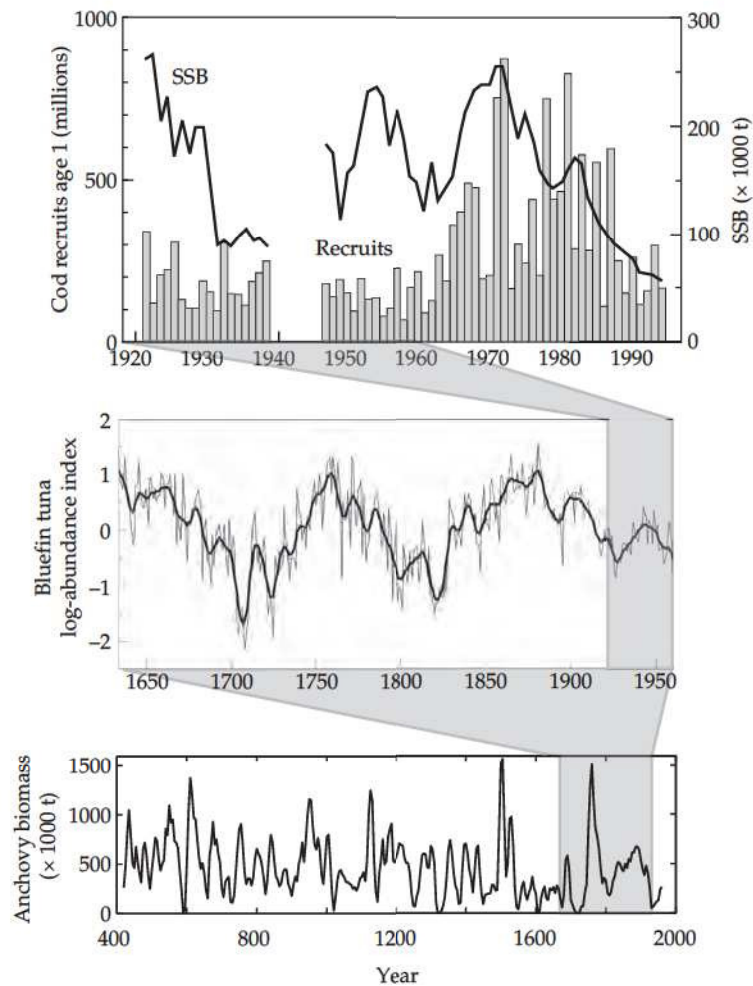 1000
300
SSB
Cod recruits age 1 (millions)
200
SSB (× 1000 t)
500
100
Recruits
0
0
1920 1930 1940 1950 1960 1970 1980 1990
2
1
Bluefin tuna
log-abundance index
0
−1
−2
1650 1700 1750 1800 1850 1900 1950
1500
Anchovy biomass
(× 1000 t)
1000
500
0
400 800 1200 1600 2000
Year